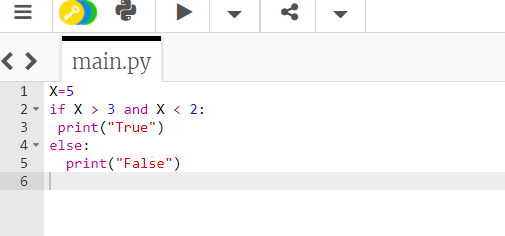 main.py
1 X=5
2 if X > 3 and X < 2:
3  print("True")
4 else:
5   print("False")
6